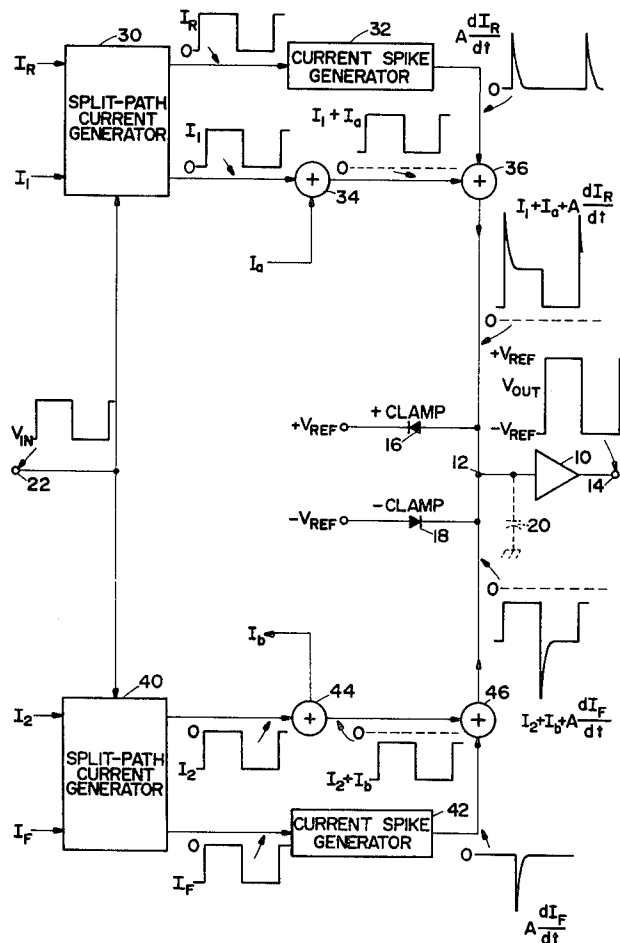 30
I_R
0
32
CURRENT SPIKE
GENERATOR
A dI_R/dt
0
I_R
SPLIT-PATH
CURRENT
GENERATOR
I_1
I_1
0
+
34
I_a
I_1 + I_a
0
+
36
I_1+I_a+A dI_R/dt
0
+V_REF
V_OUT
-V_REF
+V_REF
+ CLAMP
16
V_IN
22
12
10
14
-V_REF
- CLAMP
18
20
0
I_b
40
44
46
I_2
SPLIT-PATH
CURRENT
GENERATOR
+
0
I_2
0
I_2+I_b
+
I_2+I_b+A dI_F/dt
42
I_F
CURRENT SPIKE
GENERATOR
0
I_F
0
A dI_F/dt